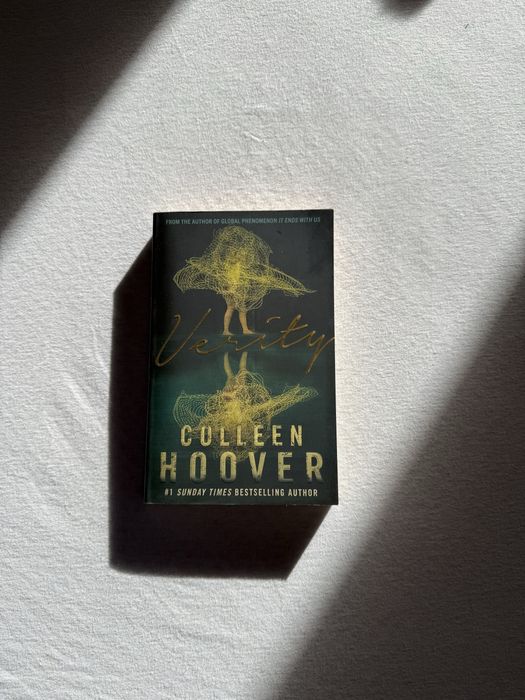 FROM THE AUTHOR OF GLOBAL PHENOMENON IT ENDS WITH US
Verity
COLLEEN
HOOVER
#1 SUNDAY TIMES BESTSELLING AUTHOR